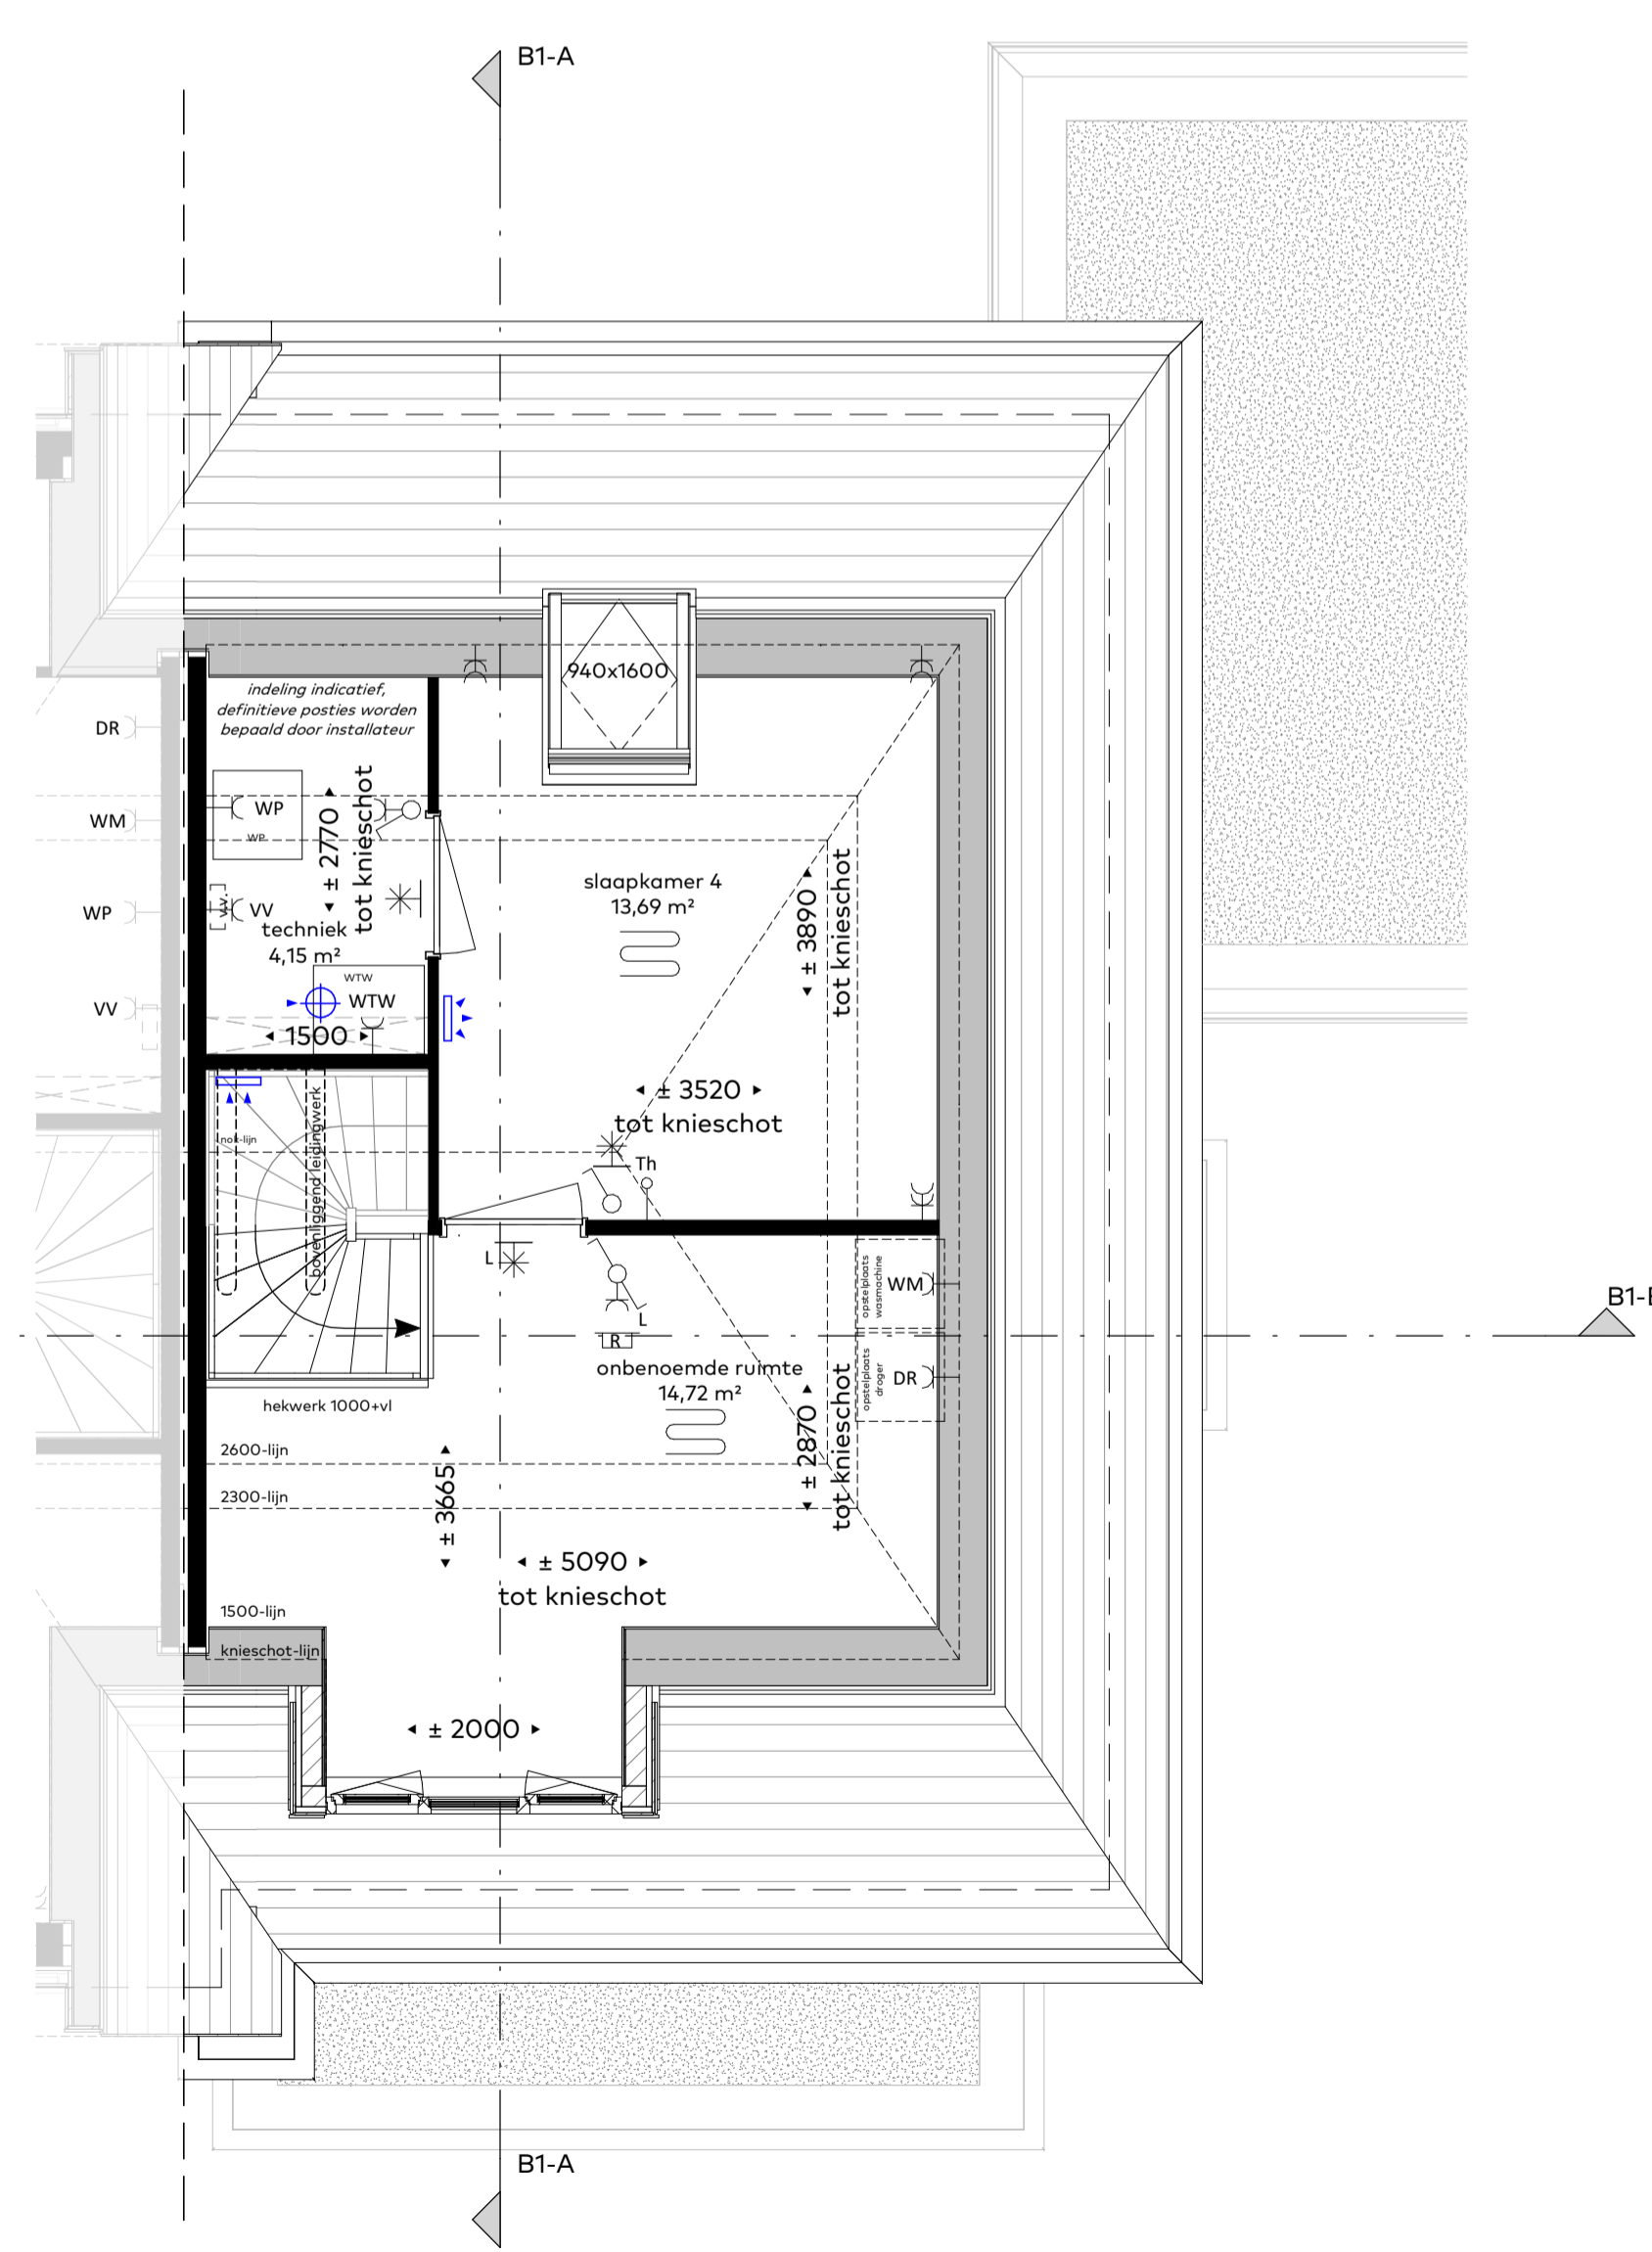 B1-A
940x1600
indeling indicatief,
definitieve posties worden
bepaald door installateur
DR
WM
WP
VV
WP
WP
± 2770
tot knieschot
VV
VV.
techniek
4,15 m²
WTW
WTW
1500
slaapkamer 4
13,69 m²
± 3890
tot knieschot
± 3520
tot knieschot
Th
nok-lijn
bovenliggend leidingwerk
L
L
R
WM
opstelplaats
wasmachine
DR
opstelplaats
droger
B1-B
onbenoemde ruimte
14,72 m²
hekwerk 1000+vl
2600-lijn
2300-lijn
± 3665
± 2870
tot knieschot
± 5090
tot knieschot
1500-lijn
knieschot-lijn
± 2000
B1-A